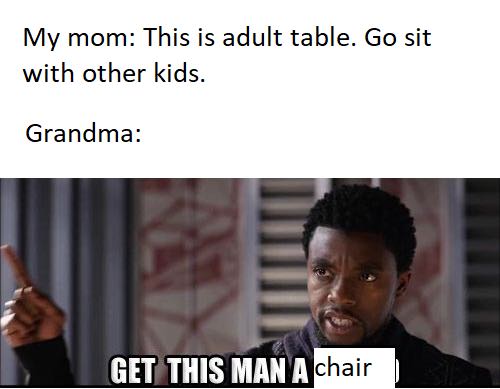 My mom: This is adult table. Go sit
with other kids.
Grandma:
GET THIS MAN A chair